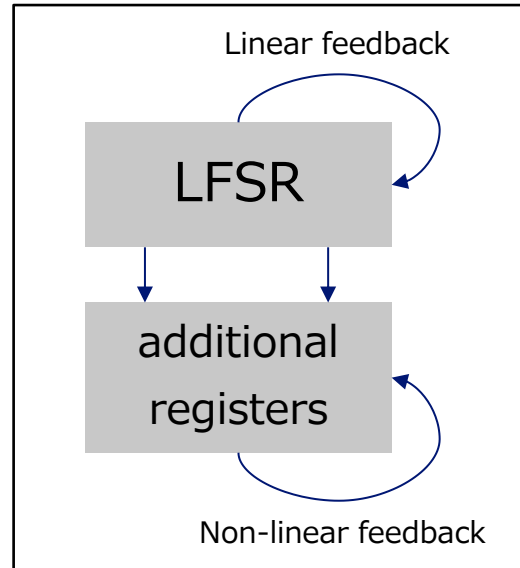 Linear feedback
LFSR
additional
registers
Non-linear feedback